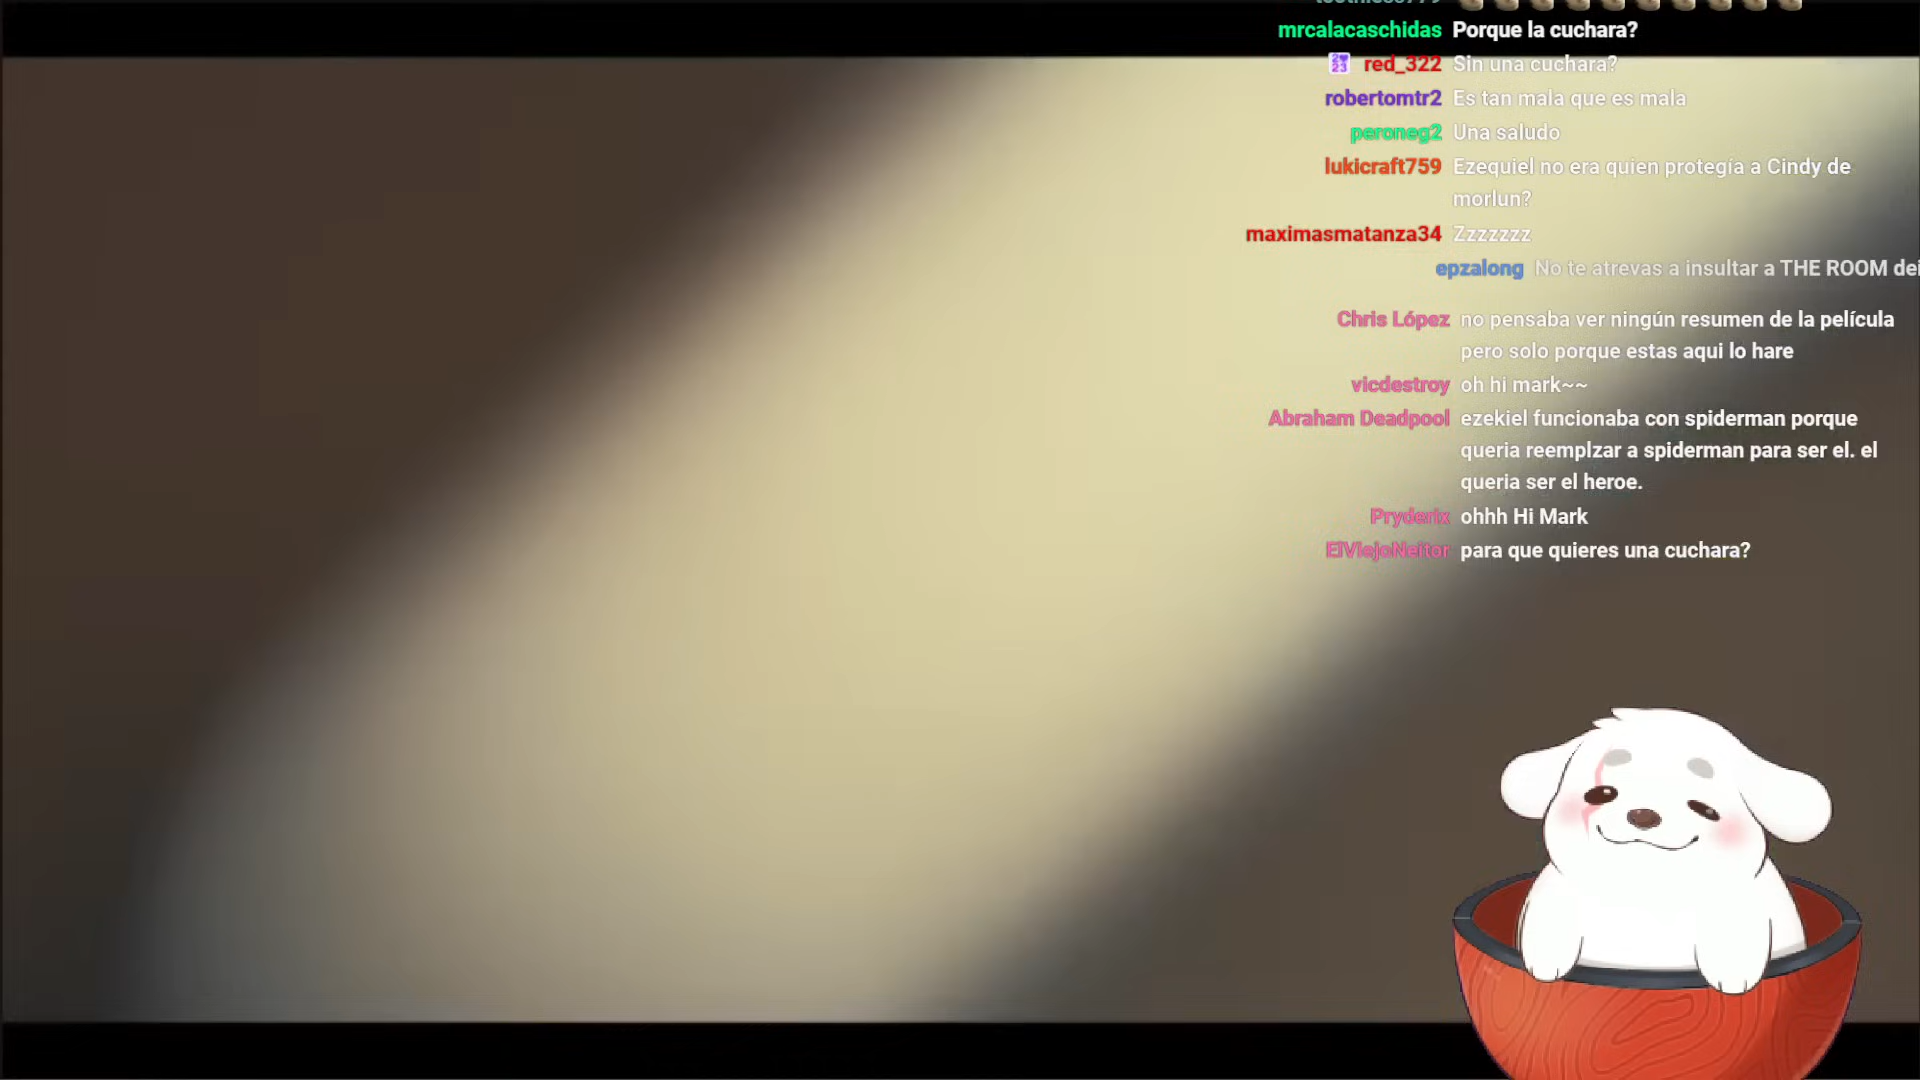 mrcalacaschidas Porque la cuchara?
red_322 Sin una cuchara?
robertomtr2 Es tan mala que es mala
peroneg2 Una saludo
lukicraft759 Ezequiel no era quien protegía a Cindy de
morlun?
maximasmatanza34 Zzzzzzz
epzalong No te atrevas a insultar a THE ROOM
Chris López no pensaba ver ningún resumen de la película
pero solo porque estas aqui lo hare
vicdestroy oh hi mark~~
Abraham Deadpool ezekiel funcionaba con spiderman porque
queria reemplzar a spiderman para ser el. el
queria ser el heroe.
Pryderix ohhh Hi Mark
ElViejoNeitor para que quieres una cuchara?